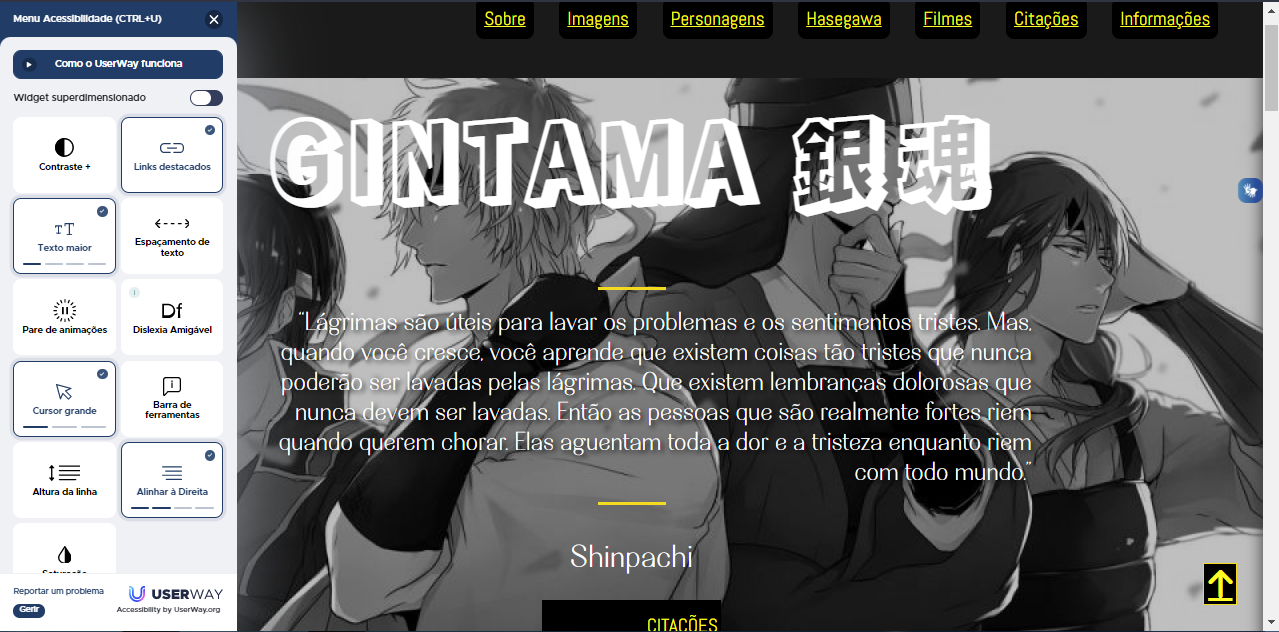 Menu Acessibilidade (CTRL+U)
Como o UserWay funciona
Widget superdimensionado
Contraste +
Links destacados
Texto maior
Espaçamento de
texto
Pare de animações
Df
Dislexia Amigável
Cursor grande
Barra de
ferramentas
Altura da linha
Alinhar à Direita
Saturação
Reportar um problema
Gerir
USERWAY
Accessibility by UserWay.org
Sobre
Imagens
Personagens
Hasegawa
Filmes
Citações
Informações
GINTAMA 銀魂
“Lágrimas são úteis para lavar os problemas e os sentimentos tristes. Mas,
quando você cresce, você aprende que existem coisas tão tristes que nunca
poderão ser lavadas pelas lágrimas. Que existem lembranças dolorosas que
nunca devem ser lavadas. Então as pessoas que são realmente fortes riem
quando querem chorar. Elas aguentam toda a dor e a tristeza enquanto riem
com todo mundo.”
Shinpachi
CITAÇÕES